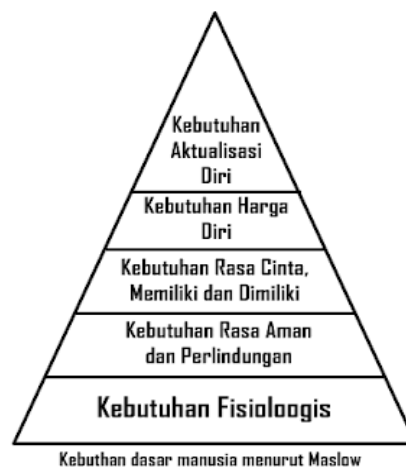 Kebutuhan
Aktualisasi
Diri
Kebutuhan Harga
Diri
Kebutuhan Rasa Cinta,
Memiliki dan Dimiliki
Kebutuhan Rasa Aman
dan Perlindungan
Kebutuhan Fisioloogis
Kebuthan dasar manusia menurut Maslow